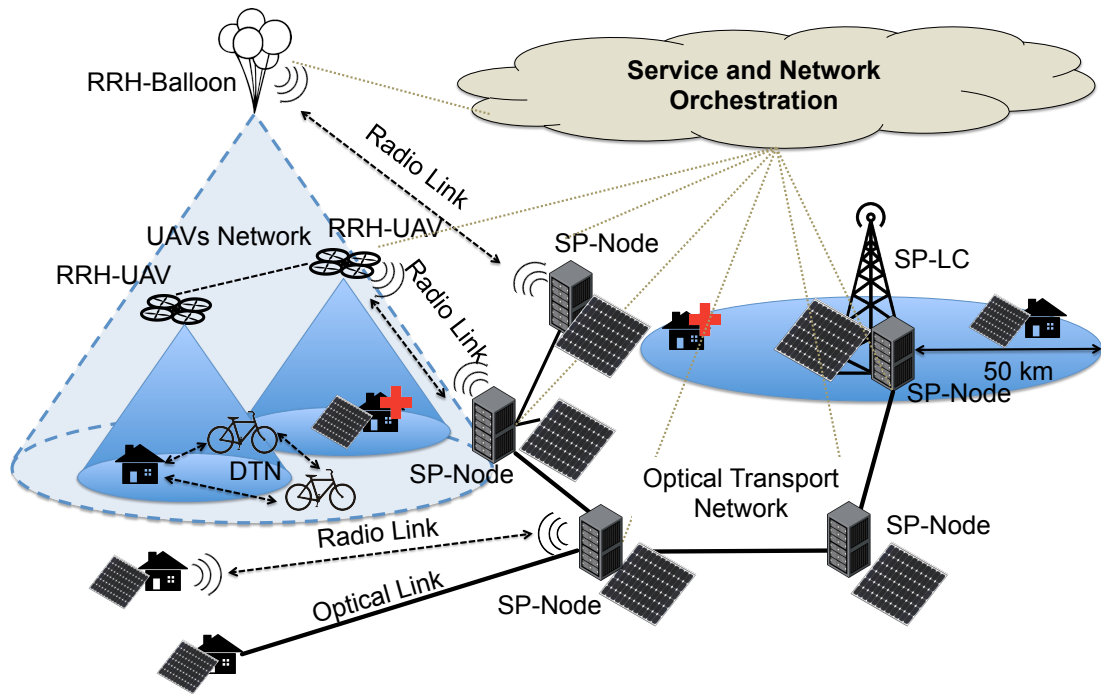 Service and Network
Orchestration
RRH-Balloon
Radio Link
RRH-UAV
UAVs Network
RRH-UAV
SP-Node
SP-LC
Radio Link
50 km
SP-Node
DTN
SP-Node
Optical Transport
Network
Radio Link
SP-Node
Optical Link
SP-Node